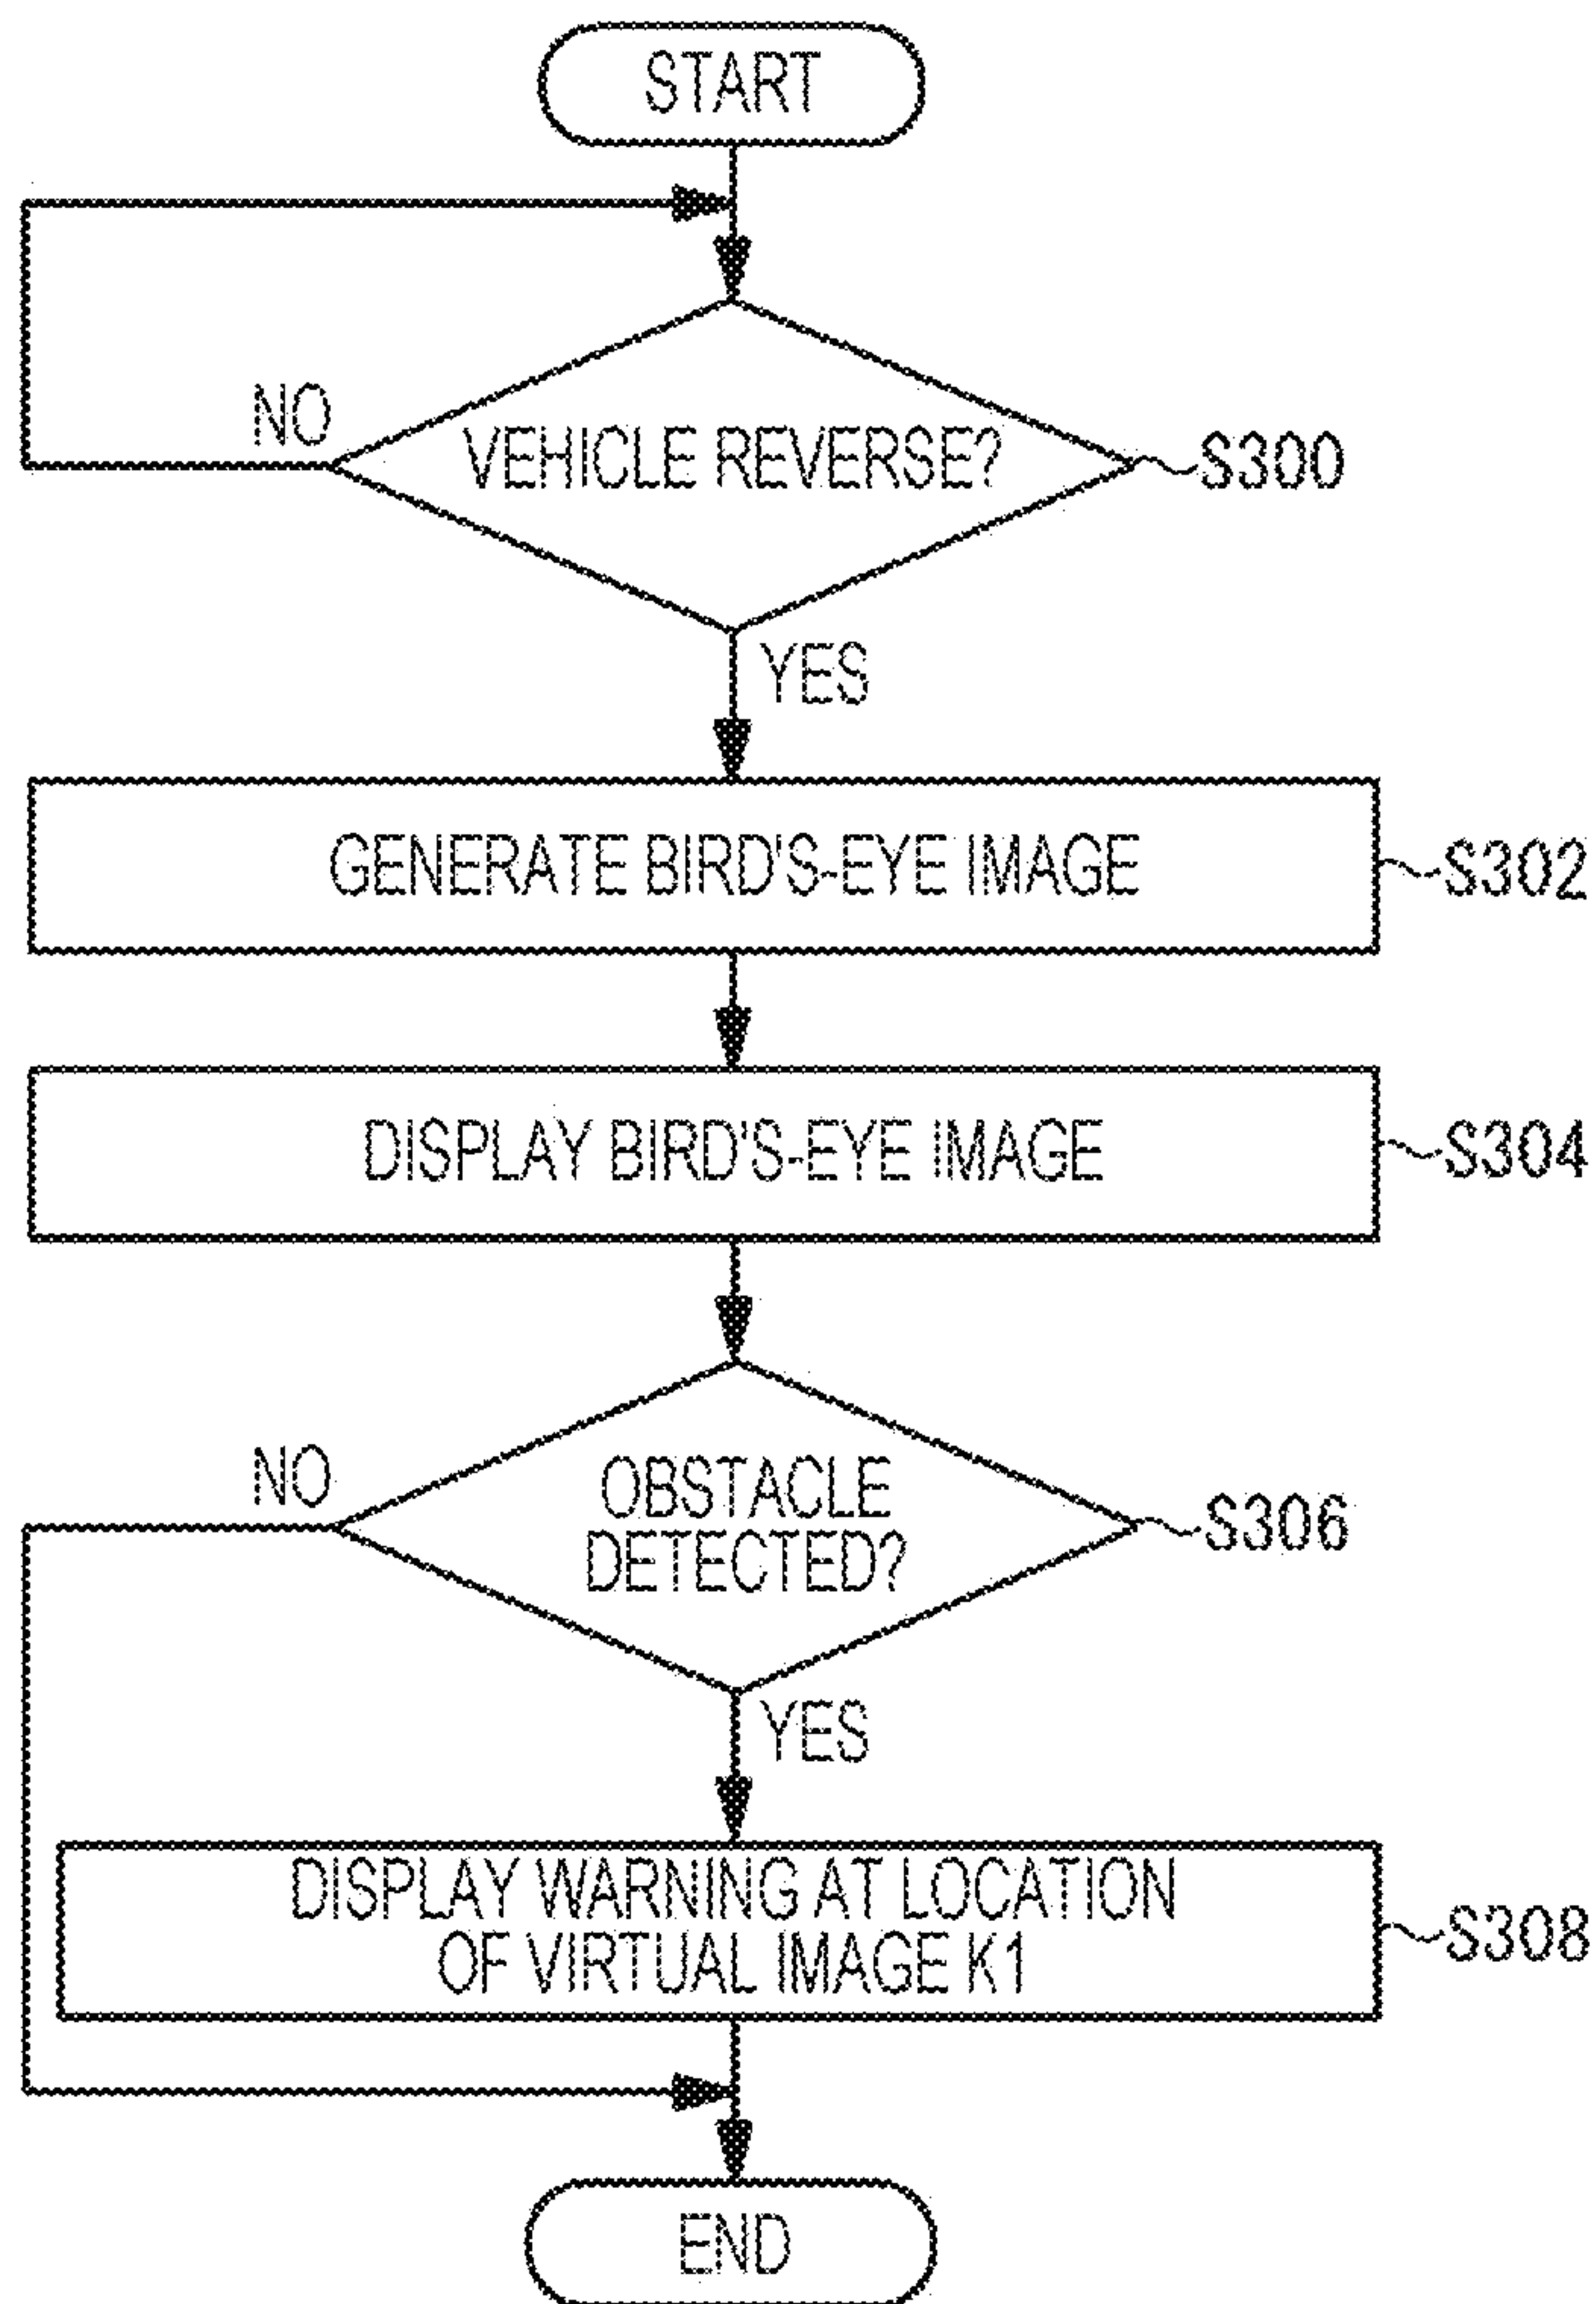 START
NO
VEHICLE REVERSE?
S300
YES
GENERATE BIRD'S-EYE IMAGE
S302
DISPLAY BIRD'S-EYE IMAGE
S304
NO
OBSTACLE
DETECTED?
S306
YES
DISPLAY WARNING AT LOCATION
OF VIRTUAL IMAGE K1
S308
END